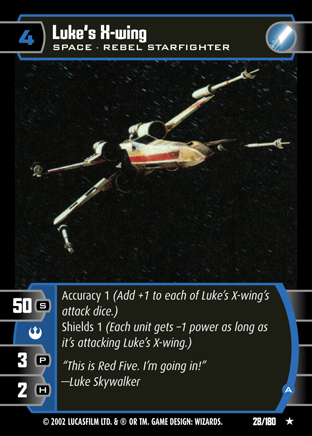 4 Luke's X-wing
SPACE · REBEL STARFIGHTER
50 S
3 P
2 H
Accuracy 1 (Add +1 to each of Luke's X-wing's
attack dice.)
Shields 1 (Each unit gets –1 power as long as
it's attacking Luke's X-wing.)
"This is Red Five. I'm going in!"
—Luke Skywalker
A
© 2002 LUCASFILM LTD. & ® OR TM. GAME DESIGN: WIZARDS. 28/180 ★